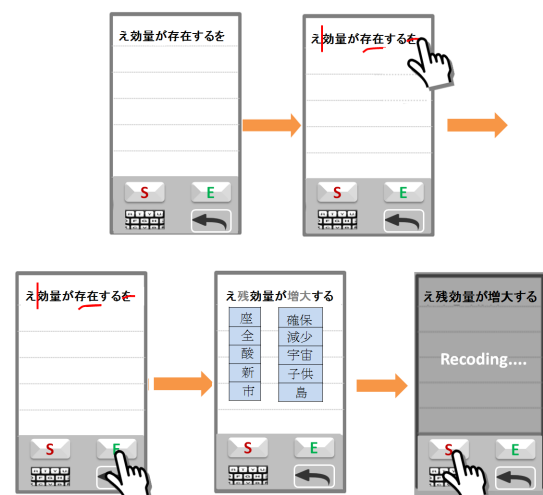 え効量が存在するを
S E
え効量が存在するを
S E
え効量が存在するを
S E
え残効量が増大する
座 確保
全 減少
酸 宇宙
新 子供
市 島
S E
え残効量が増大する
Recoding....
S E